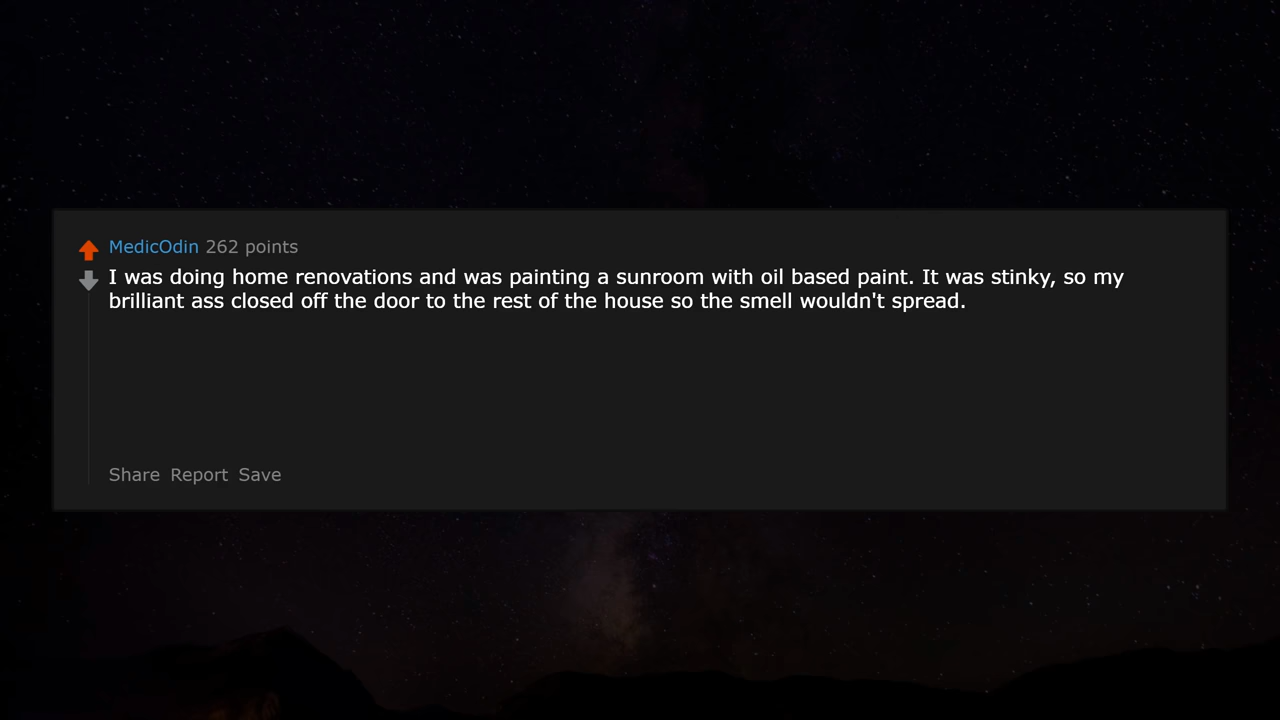 MedicOdin 262 points
I was doing home renovations and was painting a sunroom with oil based paint. It was stinky, so my
brilliant ass closed off the door to the rest of the house so the smell wouldn't spread.
Share Report Save